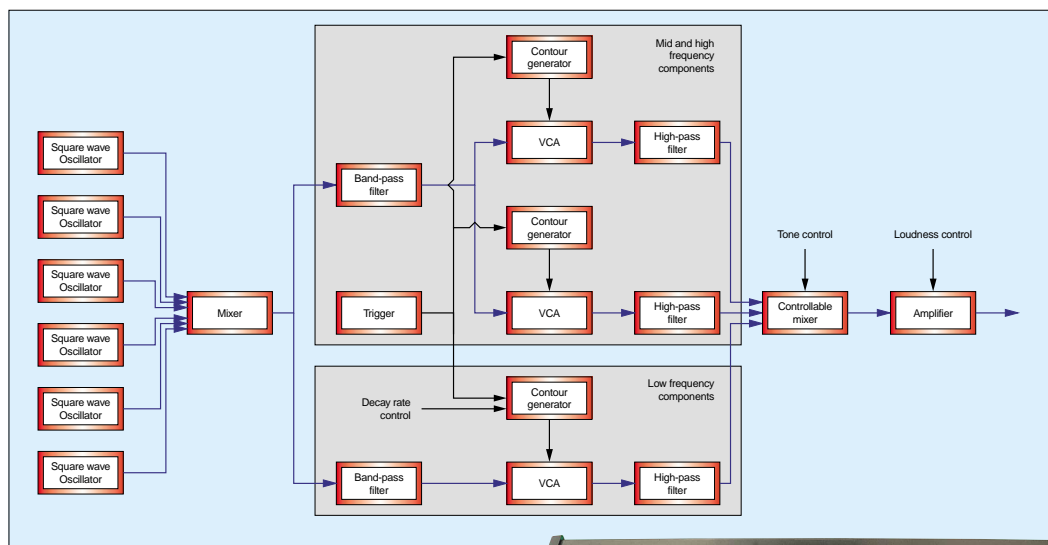 Square wave
Oscillator
Square wave
Oscillator
Square wave
Oscillator
Square wave
Oscillator
Square wave
Oscillator
Square wave
Oscillator
Mixer
Mid and high
frequency
components
Contour
generator
VCA
High-pass
filter
Band-pass
filter
Contour
generator
Trigger
VCA
High-pass
filter
Tone control
Loudness control
Controllable
mixer
Amplifier
Low frequency
components
Contour
generator
Decay rate
control
Band-pass
filter
VCA
High-pass
filter